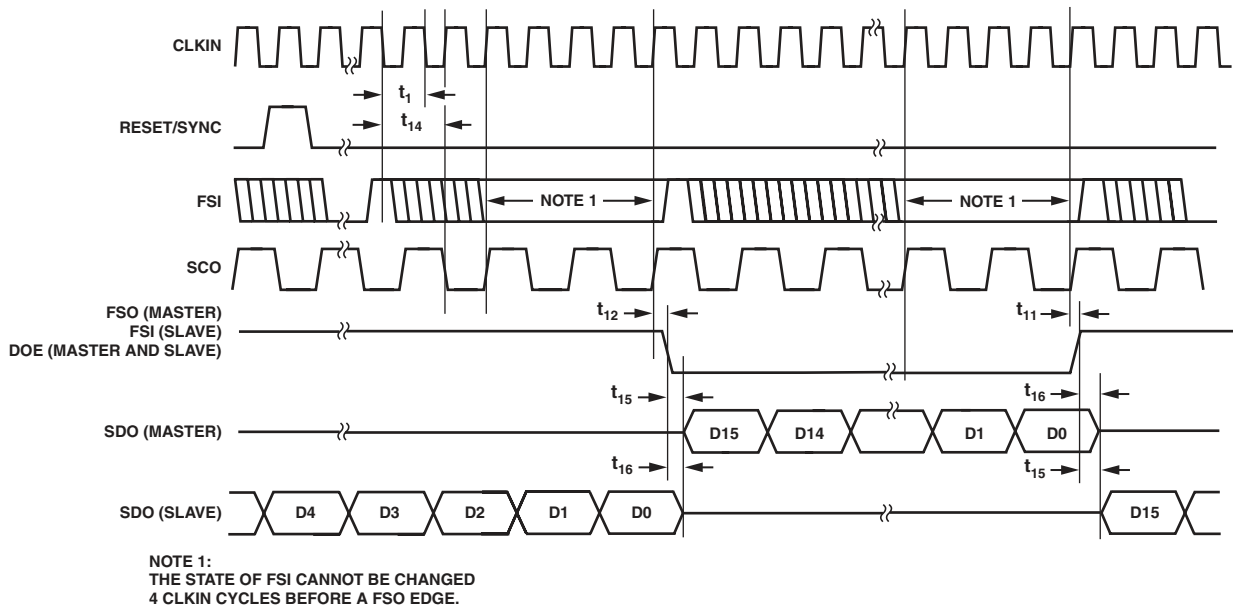 CLKIN
t1
t14
RESET/SYNC
FSI
NOTE 1
NOTE 1
SCO
FSO (MASTER)
FSI (SLAVE)
DOE (MASTER AND SLAVE)
t12
t11
t15
t16
SDO (MASTER)
D15
D14
D1
D0
t16
t15
SDO (SLAVE)
D4
D3
D2
D1
D0
D15
NOTE 1:
THE STATE OF FSI CANNOT BE CHANGED
4 CLKIN CYCLES BEFORE A FSO EDGE.